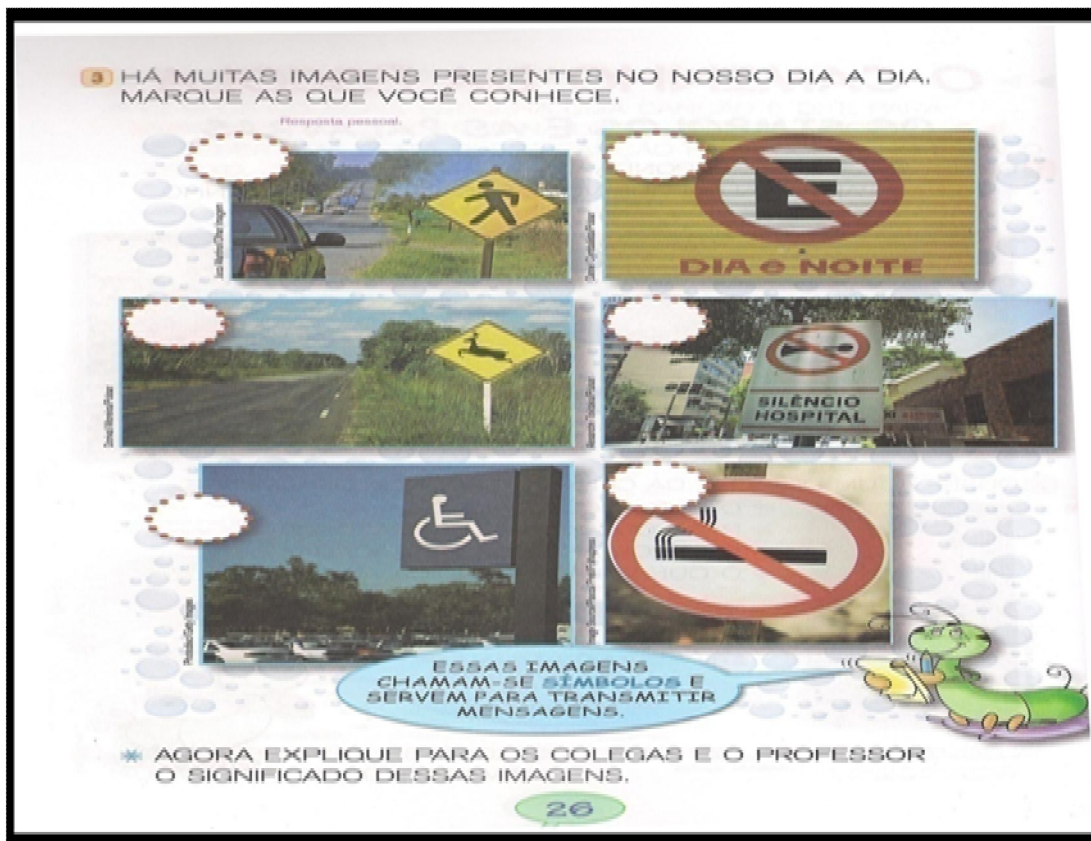 3 HÁ MUITAS IMAGENS PRESENTES NO NOSSO DIA A DIA.
MARQUE AS QUE VOCÊ CONHECE.
Resposta pessoal.
E
DIA e NOITE
SILÊNCIO
HOSPITAL
ESSAS IMAGENS
CHAMAM-SE SÍMBOLOS E
SERVEM PARA TRANSMITIR
MENSAGENS.
* AGORA EXPLIQUE PARA OS COLEGAS E O PROFESSOR
O SIGNIFICADO DESSAS IMAGENS.
26